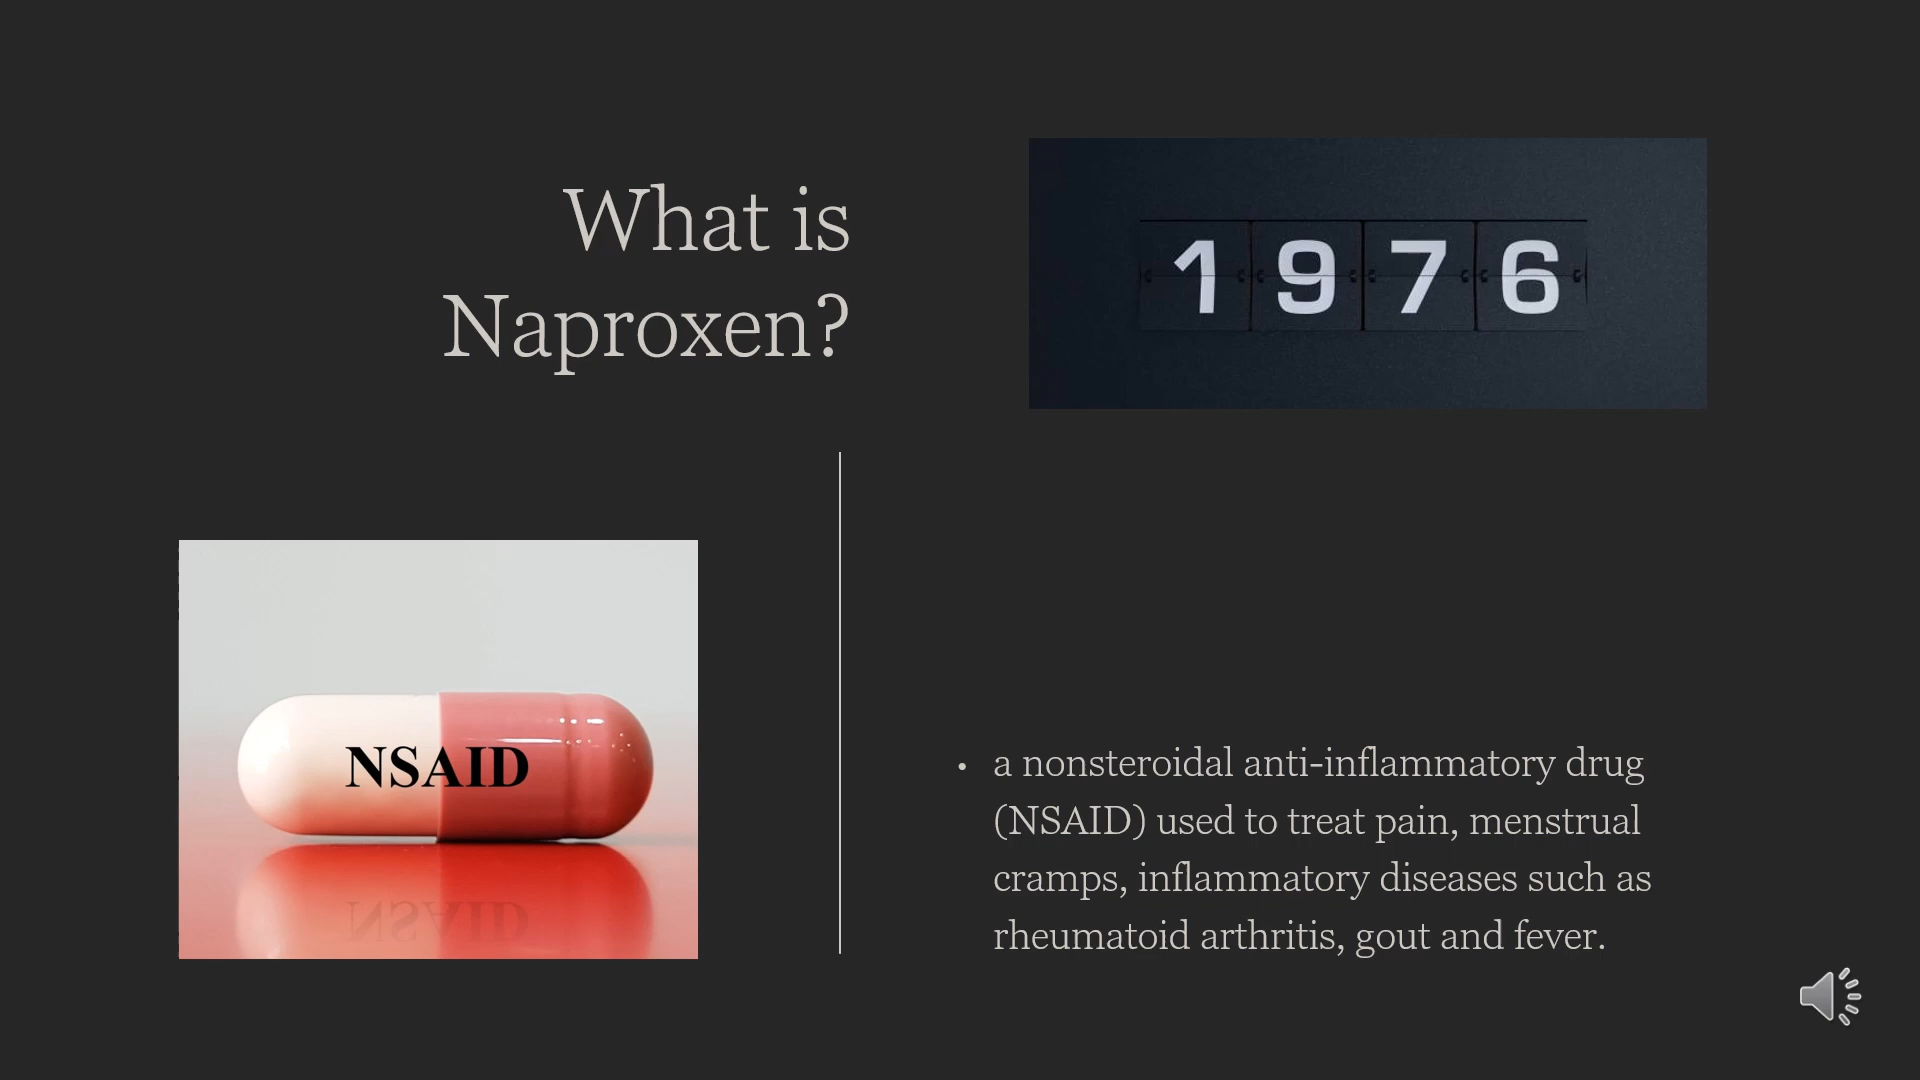 What is
Naproxen?
1976
NSAID
• a nonsteroidal anti-inflammatory drug
(NSAID) used to treat pain, menstrual
cramps, inflammatory diseases such as
rheumatoid arthritis, gout and fever.